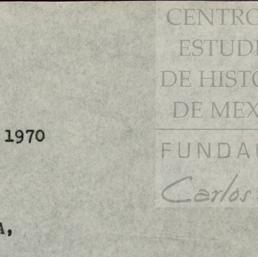 CENTRO
ESTUDI
DE HISTO
DE MEX
FUNDA
Carlos
1970
A,